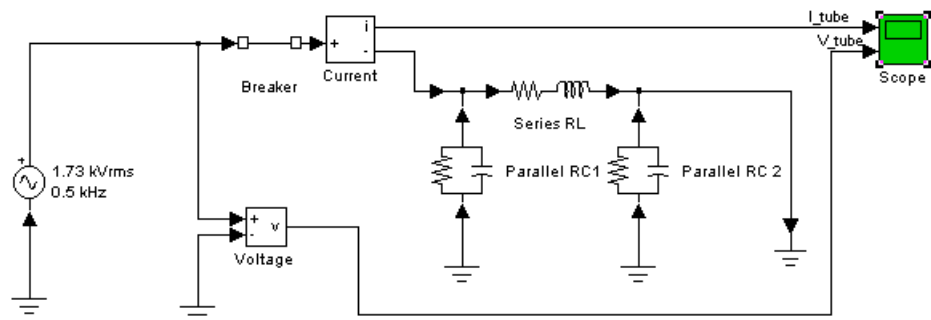 I_tube
V_tube
i
+
-
Scope
Breaker
Current
Series RL
+
1.73 kVrms
0.5 kHz
Parallel RC1
Parallel RC 2
+
-
v
Voltage